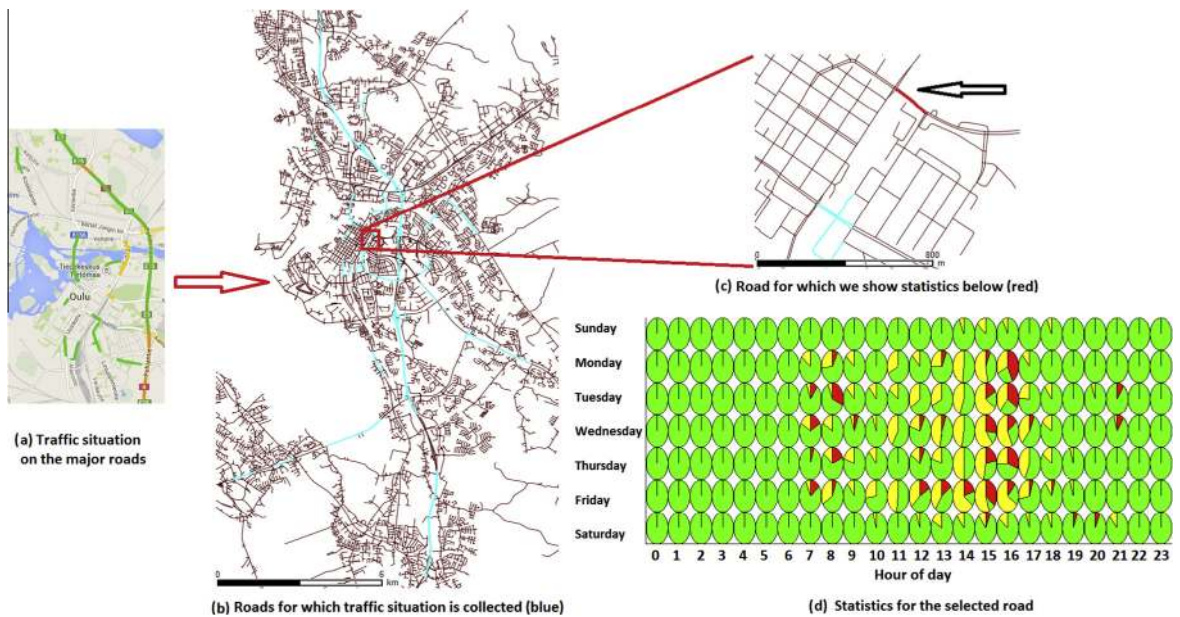 Oulu
(a) Traffic situation
on the major roads
6
km
(b) Roads for which traffic situation is collected (blue)
800
m
(c) Road for which we show statistics below (red)
Sunday
Monday
Tuesday
Wednesday
Thursday
Friday
Saturday
0 1 2 3 4 5 6 7 8 9 10 11 12 13 14 15 16 17 18 19 20 21 22 23
Hour of day
(d) Statistics for the selected road